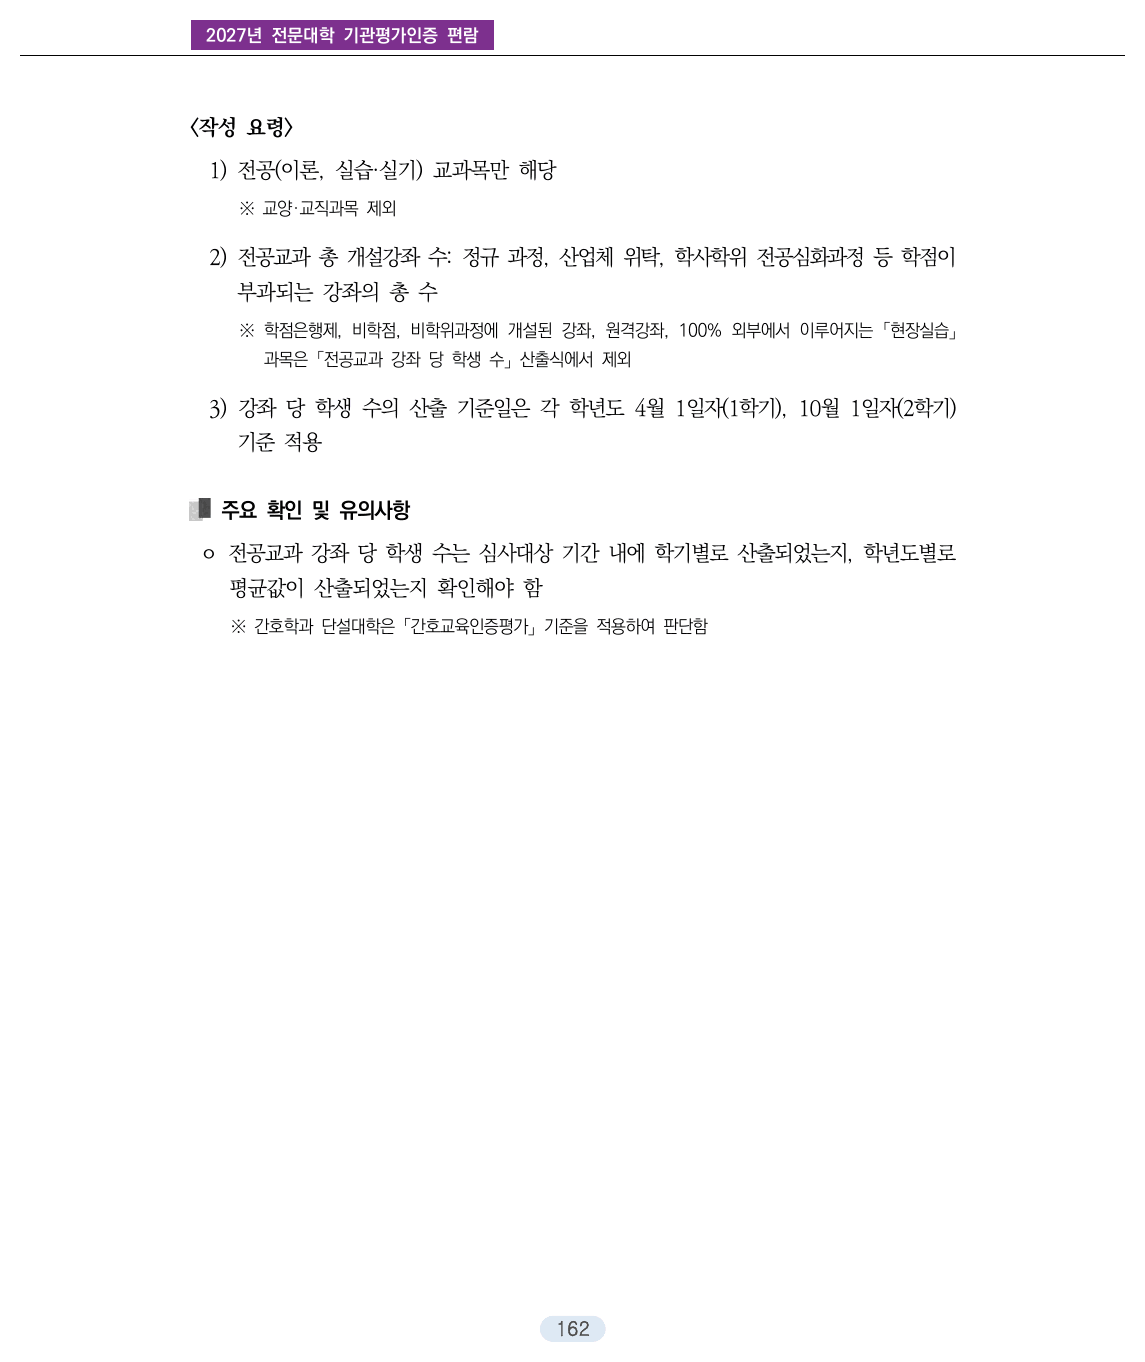 2027년 전문대학 기관평가인증 편람
<작성 요령>
1) 전공(이론, 실습·실기) 교과목만 해당
※ 교양·교직과목 제외
2) 전공교과 총 개설강좌 수: 정규 과정, 산업체 위탁, 학사학위 전공심화과정 등 학점이
부과되는 강좌의 총 수
※ 학점은행제, 비학점, 비학위과정에 개설된 강좌, 원격강좌, 100% 외부에서 이루어지는 「현장실습」
과목은 「전공교과 강좌 당 학생 수」 산출식에서 제외
3) 강좌 당 학생 수의 산출 기준일은 각 학년도 4월 1일자(1학기), 10월 1일자(2학기)
기준 적용
주요 확인 및 유의사항
ㅇ 전공교과 강좌 당 학생 수는 심사대상 기간 내에 학기별로 산출되었는지, 학년도별로
평균값이 산출되었는지 확인해야 함
※ 간호학과 단설대학은 「간호교육인증평가」 기준을 적용하여 판단함
162